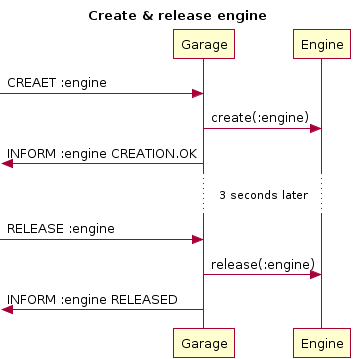 Create & release engine
Garage Engine
CREAET :engine
create(:engine)
INFORM :engine CREATION.OK
3 seconds later
RELEASE :engine
release(:engine)
INFORM :engine RELEASED
Garage Engine